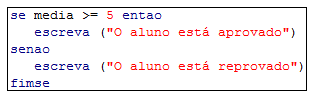 se media >= 5 entao
escreva ("O aluno está aprovado")
senao
escreva ("O aluno está reprovado")
fimse